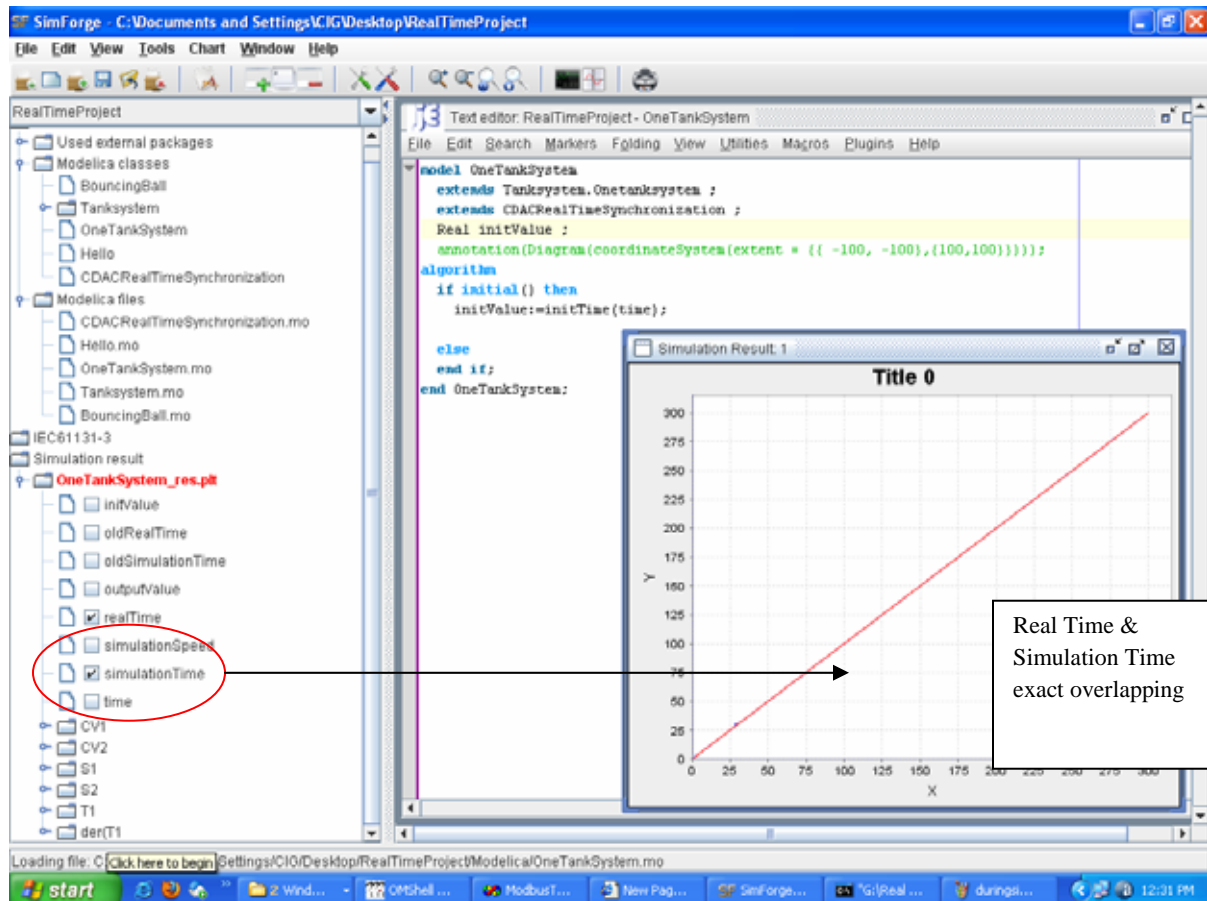 SF SimForge - C:\Documents and Settings\CIG\Desktop\RealTimeProject
File Edit View Tools Chart Window Help
RealTimeProject
Used external packages
Modelica classes
BouncingBall
Tanksystem
OneTankSystem
Hello
CDACRealTimeSynchronization
Modelica files
CDACRealTimeSynchronization.mo
Hello.mo
OneTankSystem.mo
Tanksystem.mo
BouncingBall.mo
IEC61131-3
Simulation result
OneTankSystem_res.plt
initValue
oldRealTime
oldSimulationTime
outputValue
realTime
simulationSpeed
simulationTime
time
CV1
CV2
S1
S2
T1
der(T1
Text editor: RealTimeProject - OneTankSystem
File Edit Search Markers Folding View Utilities Macros Plugins Help
model OneTankSystem
extends Tanksystem.Onetanksystem ;
extends CDACRealTimeSynchronization ;
Real initValue ;
annotation(Diagram(coordinateSystem(extent = {{ -100, -100},{100,100}})));
algorithm
if initial() then
initValue:=initTime(time);
else
end if;
end OneTankSystem;
Simulation Result: 1
Title 0
300
275
250
225
200
175
150
125
100
75
50
25
0
Y
0 25 50 75 100 125 150 175 200 225 250 275 300
X
Real Time &
Simulation Time
exact overlapping
Loading file: C Click here to begin Settings/CIG/Desktop/RealTimeProject/Modelica/OneTankSystem.mo
start 2 Wind... OMShell ... ModbusT... New Pag... SimForge... "G:\Real ... duringsi... 12:31 PM